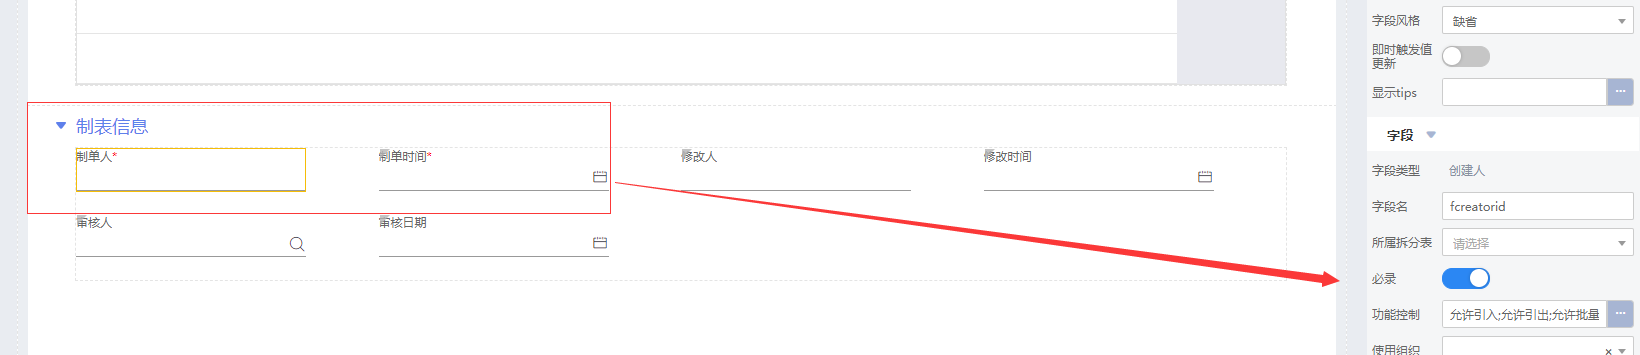 制表信息
制单人*
制单时间*
修改人
修改时间
审核人
审核日期
字段风格
缺省
即时触发值
更新
显示tips
...
字段
字段类型
创建人
字段名
fcreatorid
所属拆分表
请选择
必录
功能控制
允许引入;允许引出;允许批量
...
使用组织
×